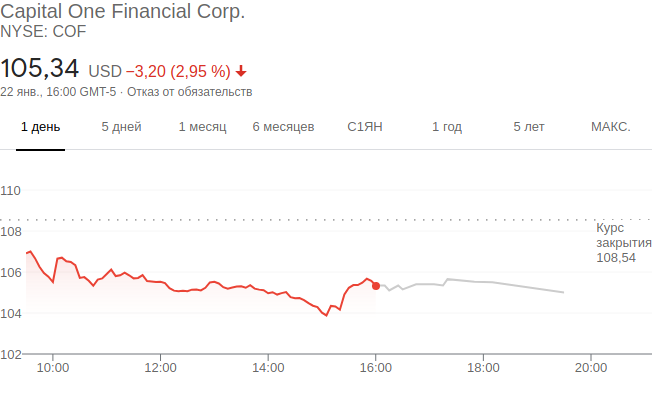 Capital One Financial Corp.
NYSE: COF
105,34 USD −3,20 (2,95 %)
22 янв., 16:00 GMT-5 · Отказ от обязательств
1 день 5 дней 1 месяц 6 месяцев С1ЯН 1 год 5 лет МАКС.
110
108
Курс
закрытия
108,54
106
104
102
10:00 12:00 14:00 16:00 18:00 20:00